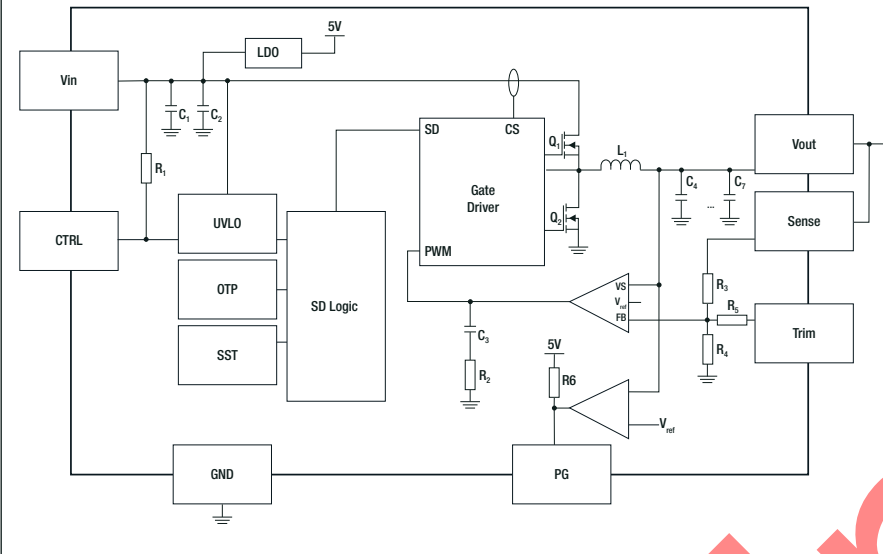 5V
LDO
Vin
C1
C2
SD
CS
Q1
Vout
R1
L1
Gate
Driver
C4
C7
...
UVLO
Q2
Sense
CTRL
PWM
OTP
SD Logic
VS
R3
Vref
R5
FB
Trim
C3
SST
5V
R4
R2
R6
Vref
GND
PG